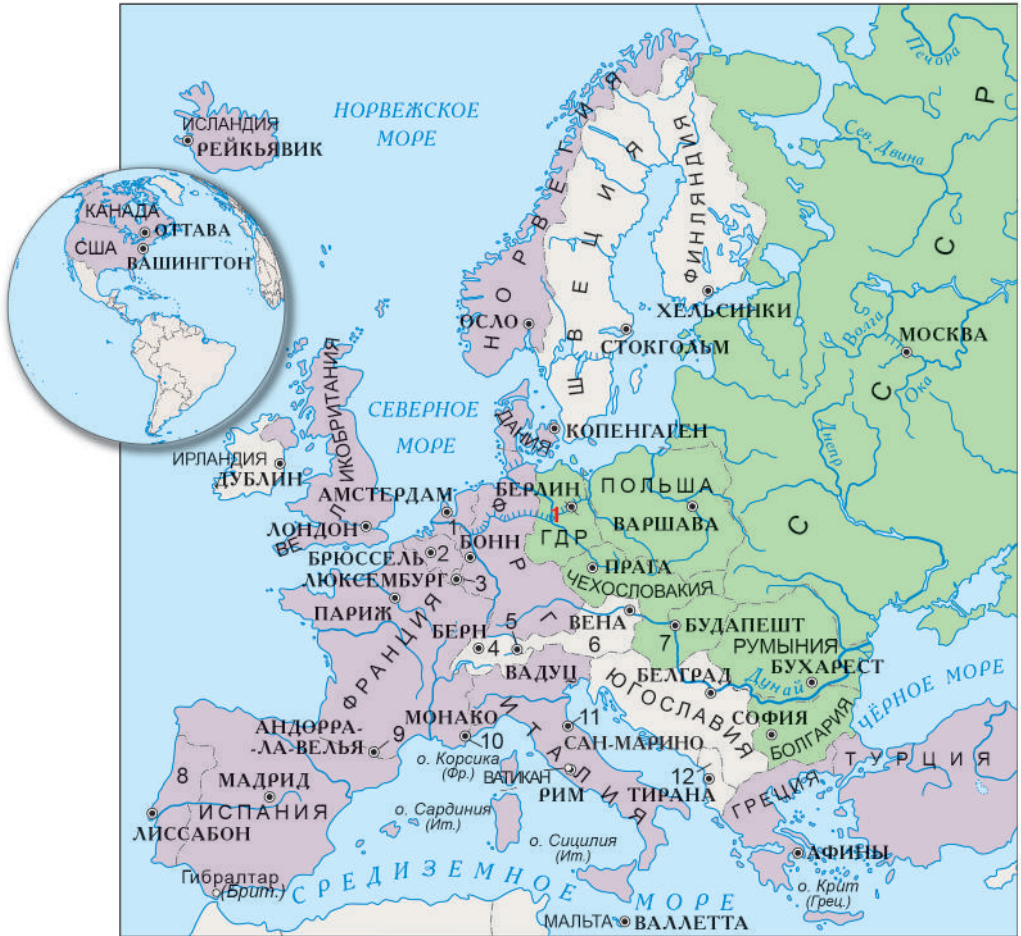 Печора
НОРВЕЖСКОЕ
МОРЕ
ИСЛАНДИЯ
РЕЙКЬЯВИК
Сев. Двина
С С С Р
КАНАДА
ОТТАВА
США
ВАШИНГТОН
НОРВЕГИЯ
ШВЕЦИЯ
ФИНЛЯНДИЯ
ХЕЛЬСИНКИ
ОСЛО
СТОКГОЛЬМ
Волга
МОСКВА
Ока
Днепр
СЕВЕРНОЕ
МОРЕ
ДАНИЯ
КОПЕНГАГЕН
ВЕЛИКОБРИТАНИЯ
ИРЛАНДИЯ
ДУБЛИН
АМСТЕРДАМ
ЛОНДОН
1
БЕРЛИН
1
ГДР
ПОЛЬША
ВАРШАВА
ФРГ
БОНН
БРЮССЕЛЬ
2
ЛЮКСЕМБУРГ
3
ПРАГА
ЧЕХОСЛОВАКИЯ
ПАРИЖ
ФРАНЦИЯ
БЕРН
4
5
ВАДУЦ
ВЕНА
6
7
БУДАПЕШТ
РУМЫНИЯ
БУХАРЕСТ
Дунай
БЕЛГРАД
ЮГОСЛАВИЯ
СОФИЯ
БОЛГАРИЯ
ЧЁРНОЕ МОРЕ
АНДОРРА-
-ЛА-ВЕЛЬЯ
9
МОНАКО
10
о. Корсика
(Фр.)
11
САН-МАРИНО
ИТАЛИЯ
ВАТИКАН
РИМ
12
ТИРАНА
ГРЕЦИЯ
ТУРЦИЯ
8
МАДРИД
ИСПАНИЯ
ЛИССАБОН
о. Сардиния
(Ит.)
о. Сицилия
(Ит.)
АФИНЫ
о. Крит
(Грец.)
Гибралтар
(Брит.)
СРЕДИЗЕМНОЕ МОРЕ
МАЛЬТА
ВАЛЛЕТТА